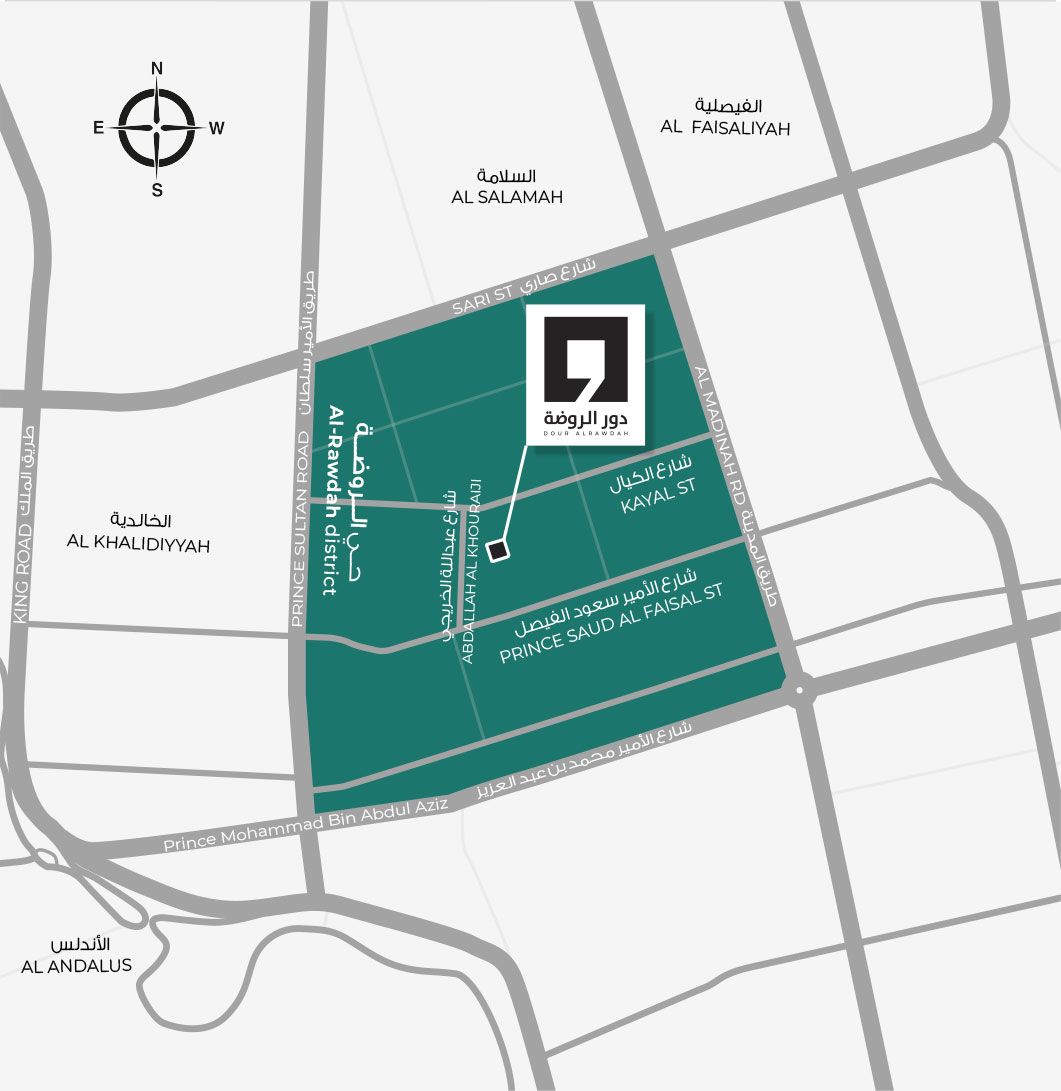 N
E
W
S
الفيصلية
AL FAISALIYAH
السلامة
AL SALAMAH
شارع صاري SARI ST
طريق الأمير سلطان PRINCE SULTAN ROAD
دور الروضة
DOUR ALRAWDAH
AL MADINAH RD طريق المدينة
حي الروضة
Al-Rawdah district
طريق الملك KING ROAD
شارع الكيال
KAYAL ST
شارع عبدالله الخريجي
ABDALLAH AL KHOURAIJI
الخالدية
AL KHALIDIYYAH
شارع الأمير سعود الفيصل
PRINCE SAUD AL FAISAL ST
شارع الأمير محمد بن عبد العزيز
Prince Mohammad Bin Abdul Aziz
الأندلس
AL ANDALUS